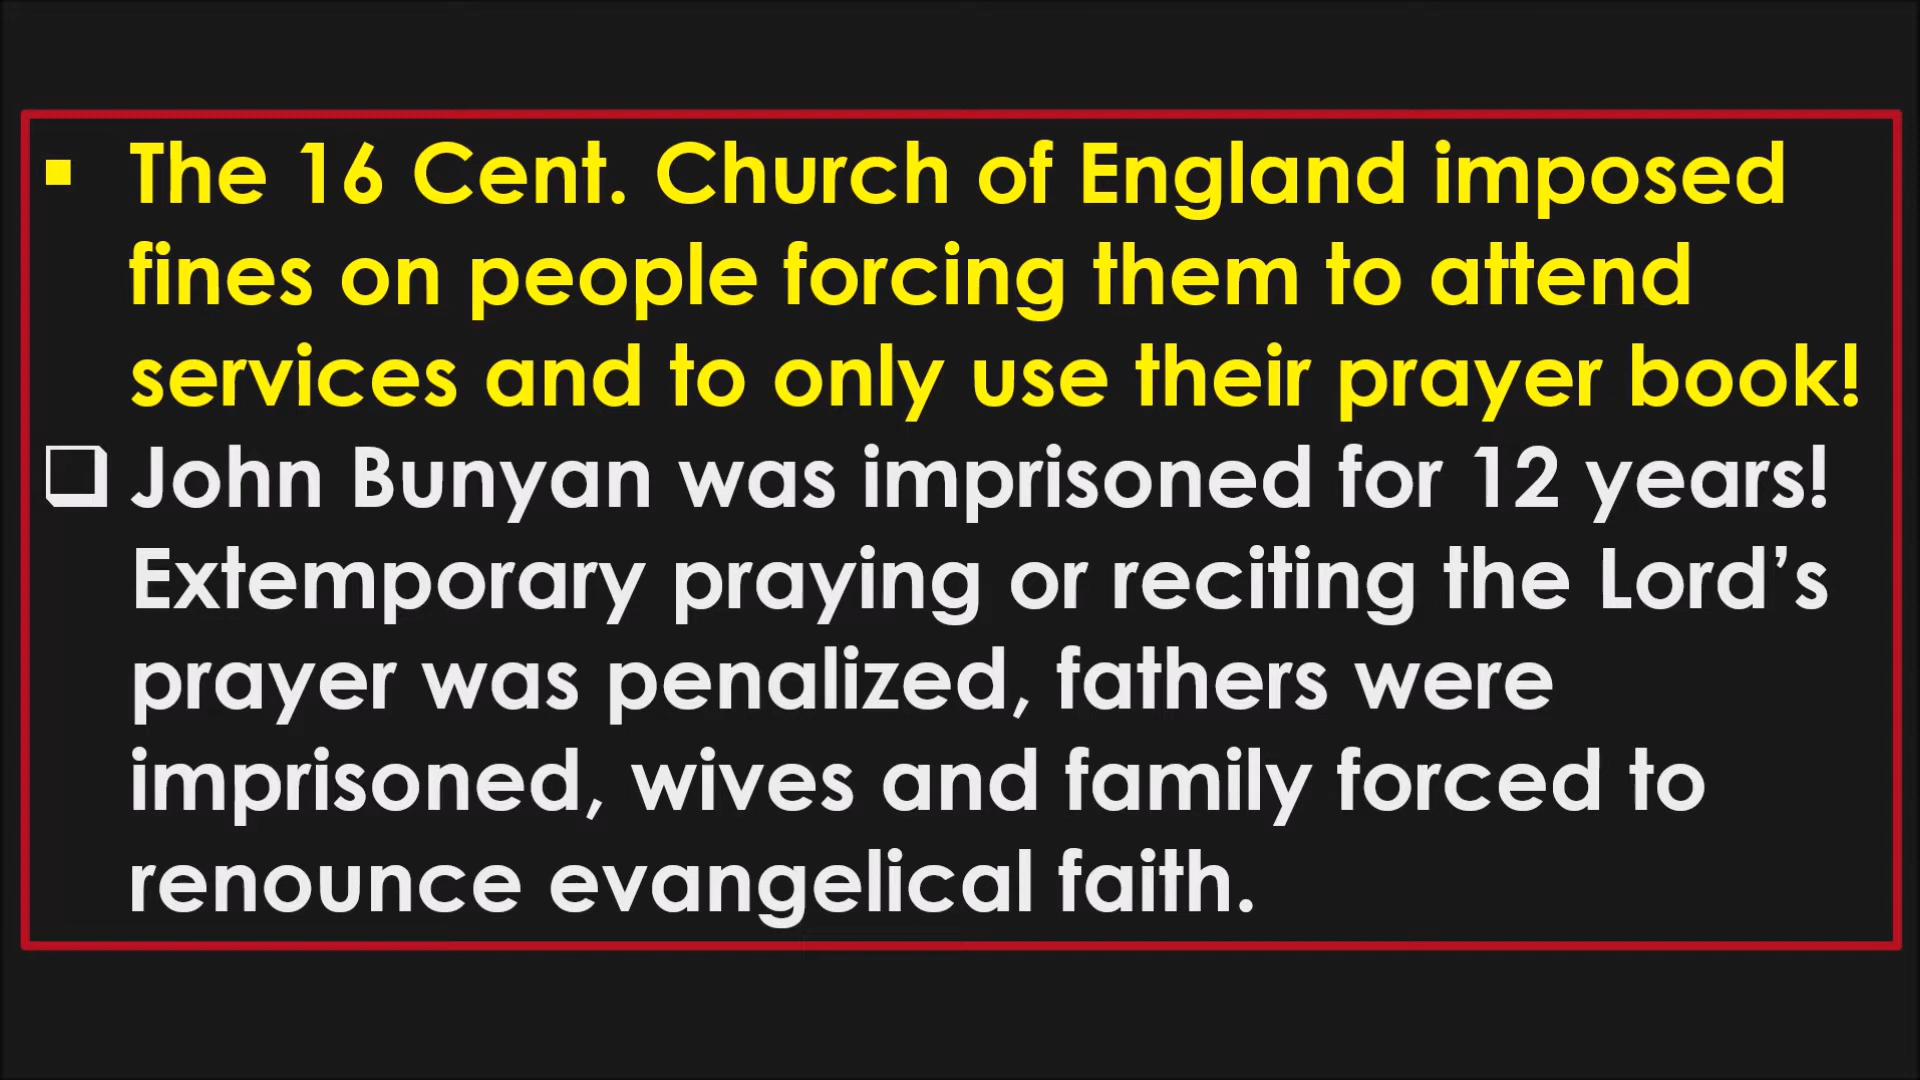 ▪ The 16 Cent. Church of England imposed
fines on people forcing them to attend
services and to only use their prayer book!
❑ John Bunyan was imprisoned for 12 years!
Extemporary praying or reciting the Lord’s
prayer was penalized, fathers were
imprisoned, wives and family forced to
renounce evangelical faith.